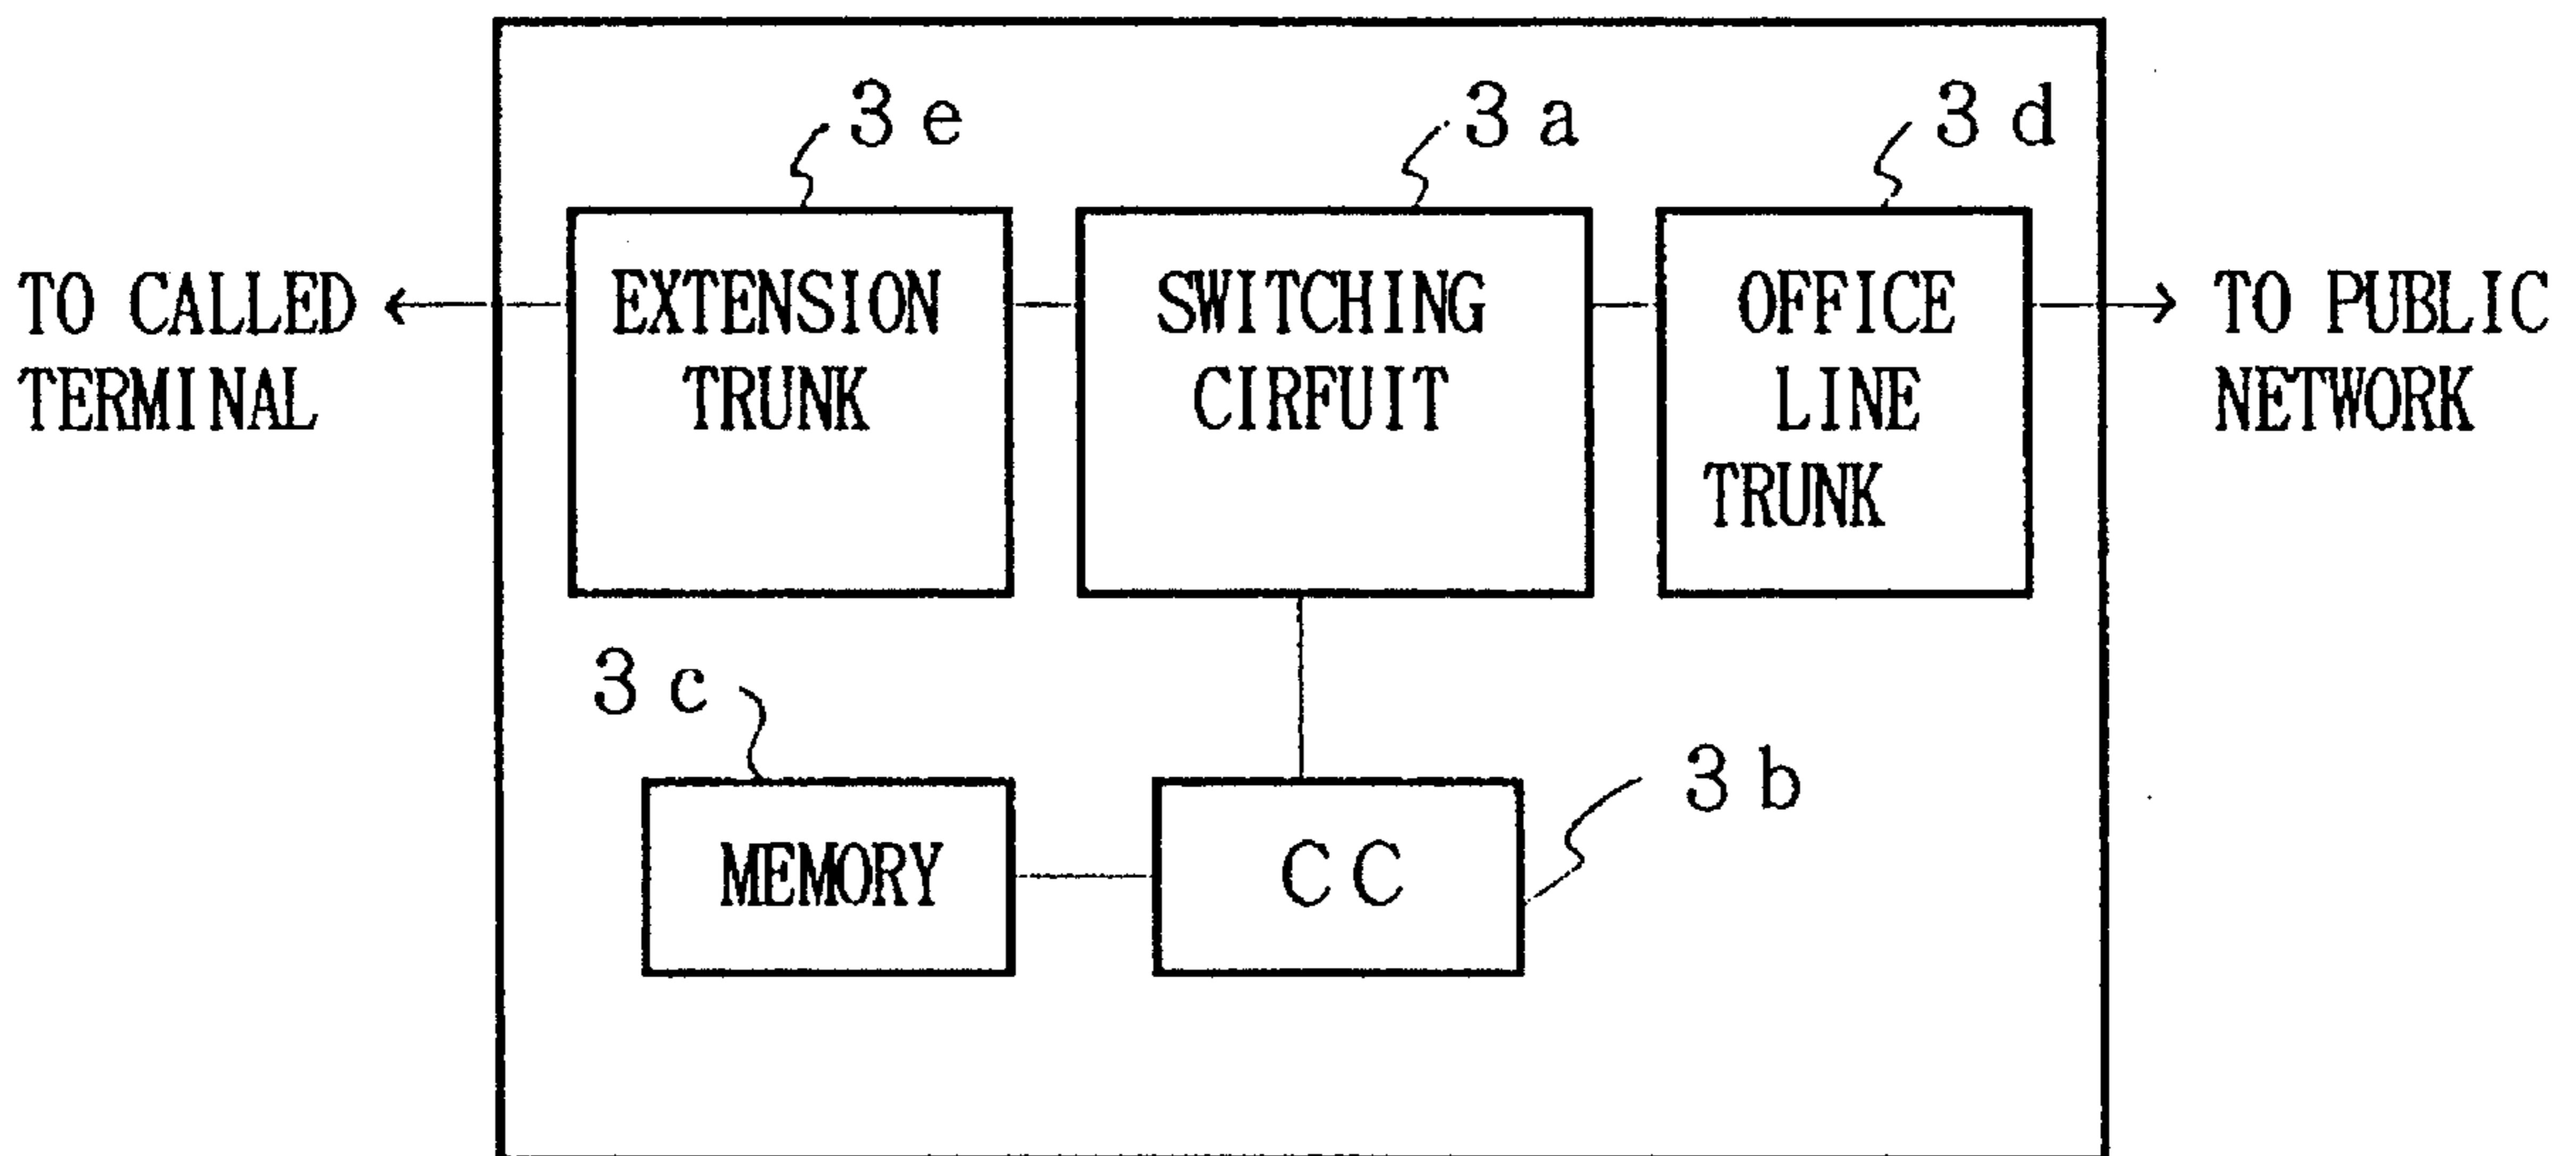 3e
3a
3d
TO CALLED
TERMINAL
EXTENSION
TRUNK
SWITCHING
CIRFUIT
OFFICE
LINE
TRUNK
TO PUBLIC
NETWORK
3c
3b
MEMORY
CC